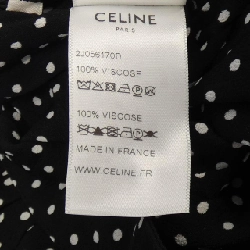 CELINE
PARIS
100% VISCOSE
100% VISCOSE
MADE IN FRANCE
WWW.CELINE.FR